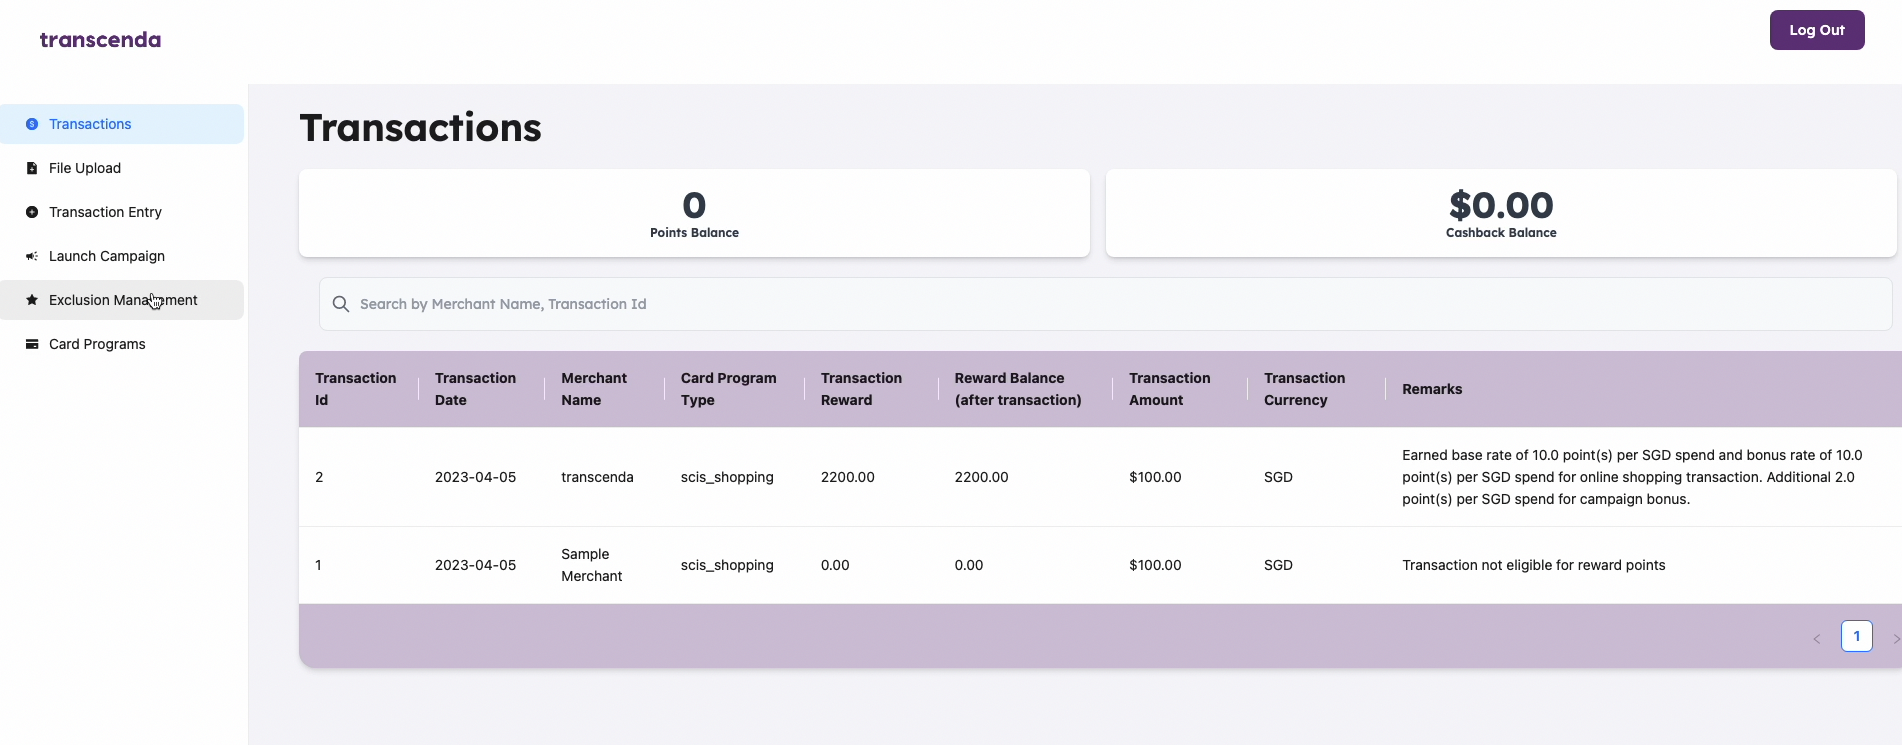 transcenda
Log Out
Transactions
File Upload
Transaction Entry
Launch Campaign
Exclusion Management
Card Programs
Transactions
0
Points Balance
$0.00
Cashback Balance
Search by Merchant Name, Transaction Id
Transaction Id
Transaction Date
Merchant Name
Card Program Type
Transaction Reward
Reward Balance (after transaction)
Transaction Amount
Transaction Currency
Remarks
2
2023-04-05
transcenda
scis_shopping
2200.00
2200.00
$100.00
SGD
Earned base rate of 10.0 point(s) per SGD spend and bonus rate of 10.0
point(s) per SGD spend for online shopping transaction. Additional 2.0
point(s) per SGD spend for campaign bonus.
1
2023-04-05
Sample
Merchant
scis_shopping
0.00
0.00
$100.00
SGD
Transaction not eligible for reward points
1